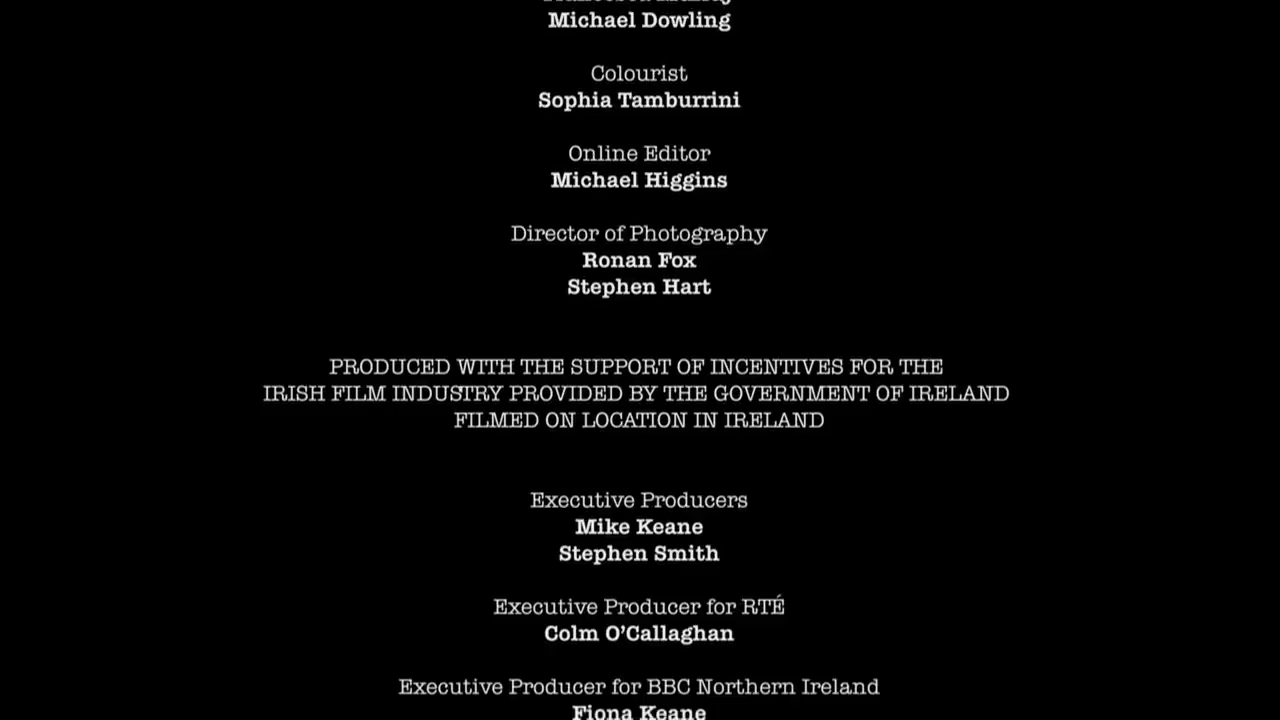 Michael Dowling
Colourist
Sophia Tamburrini
Online Editor
Michael Higgins
Director of Photography
Ronan Fox
Stephen Hart
PRODUCED WITH THE SUPPORT OF INCENTIVES FOR THE
IRISH FILM INDUSTRY PROVIDED BY THE GOVERNMENT OF IRELAND
FILMED ON LOCATION IN IRELAND
Executive Producers
Mike Keane
Stephen Smith
Executive Producer for RTÉ
Colm O’Callaghan
Executive Producer for BBC Northern Ireland
Fiona Keane